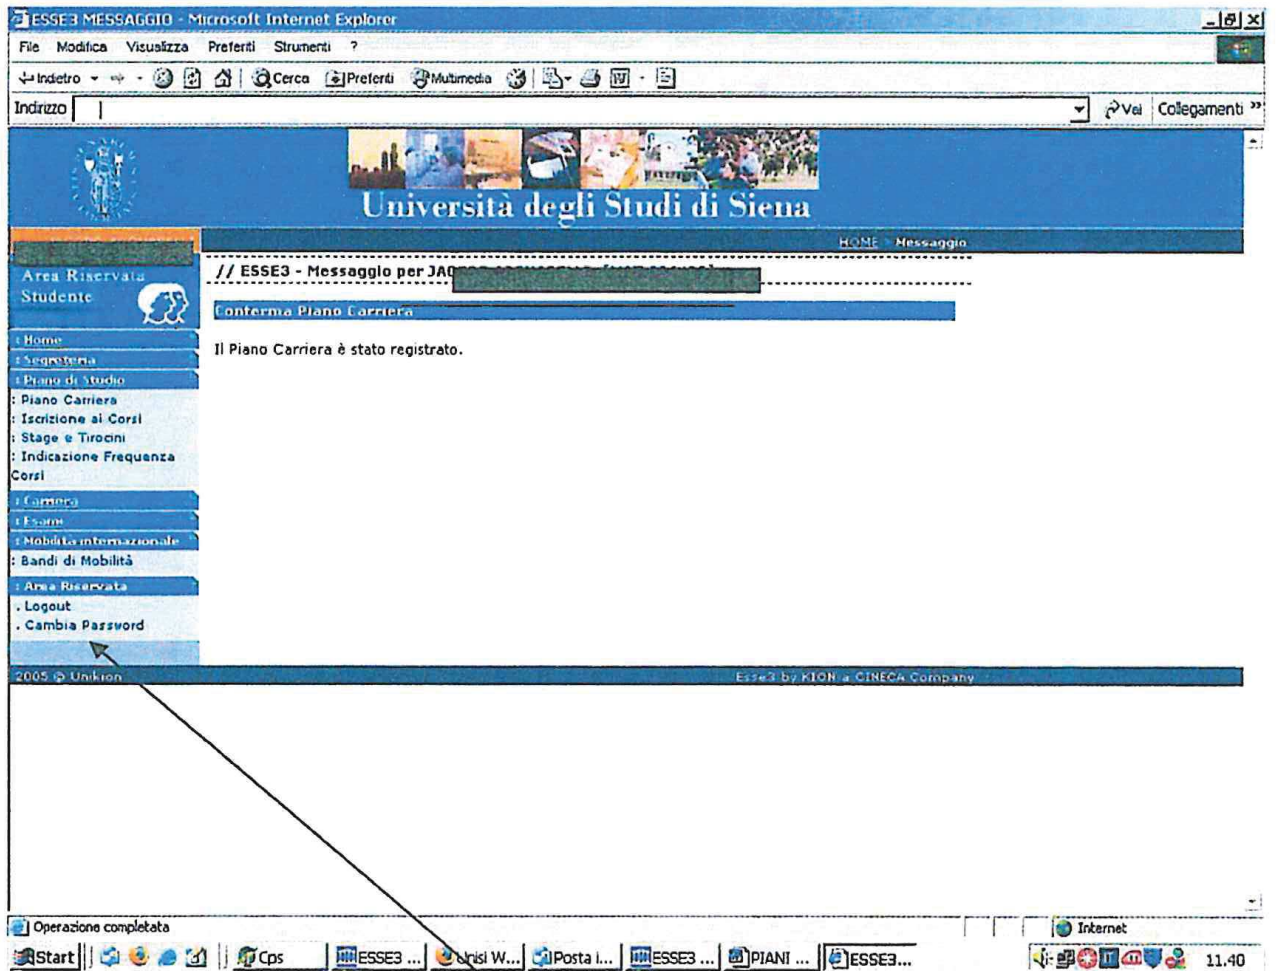 ESSE3 MESSAGGIO - Microsoft Internet Explorer
File Modifica Visualizza Preferiti Strumenti ?
Indietro Cerca Preferiti Multimedia
Indirizzo Vai Collegamenti »
Università degli Studi di Siena
HOME » Messaggio
Area Riservata
Studente
// ESSE3 - Messaggio per
Conferma Piano Carriera
Il Piano Carriera è stato registrato.
: Home
: Segreteria
: Piano di Studio
: Piano Carriera
: Iscrizione ai Corsi
: Stage e Tirocini
: Indicazione Frequenza
Corsi
: Carriera
: Esami
: Mobilità internazionale
: Bandi di Mobilità
: Area Riservata
. Logout
. Cambia Password
2005 © Unikion Esse3 by KION a CINECA Company
Operazione completata Internet
Start Cps ESSE3 ... Unisi W... Posta i... ESSE3 ... PIANI ... ESSE3... 11.40